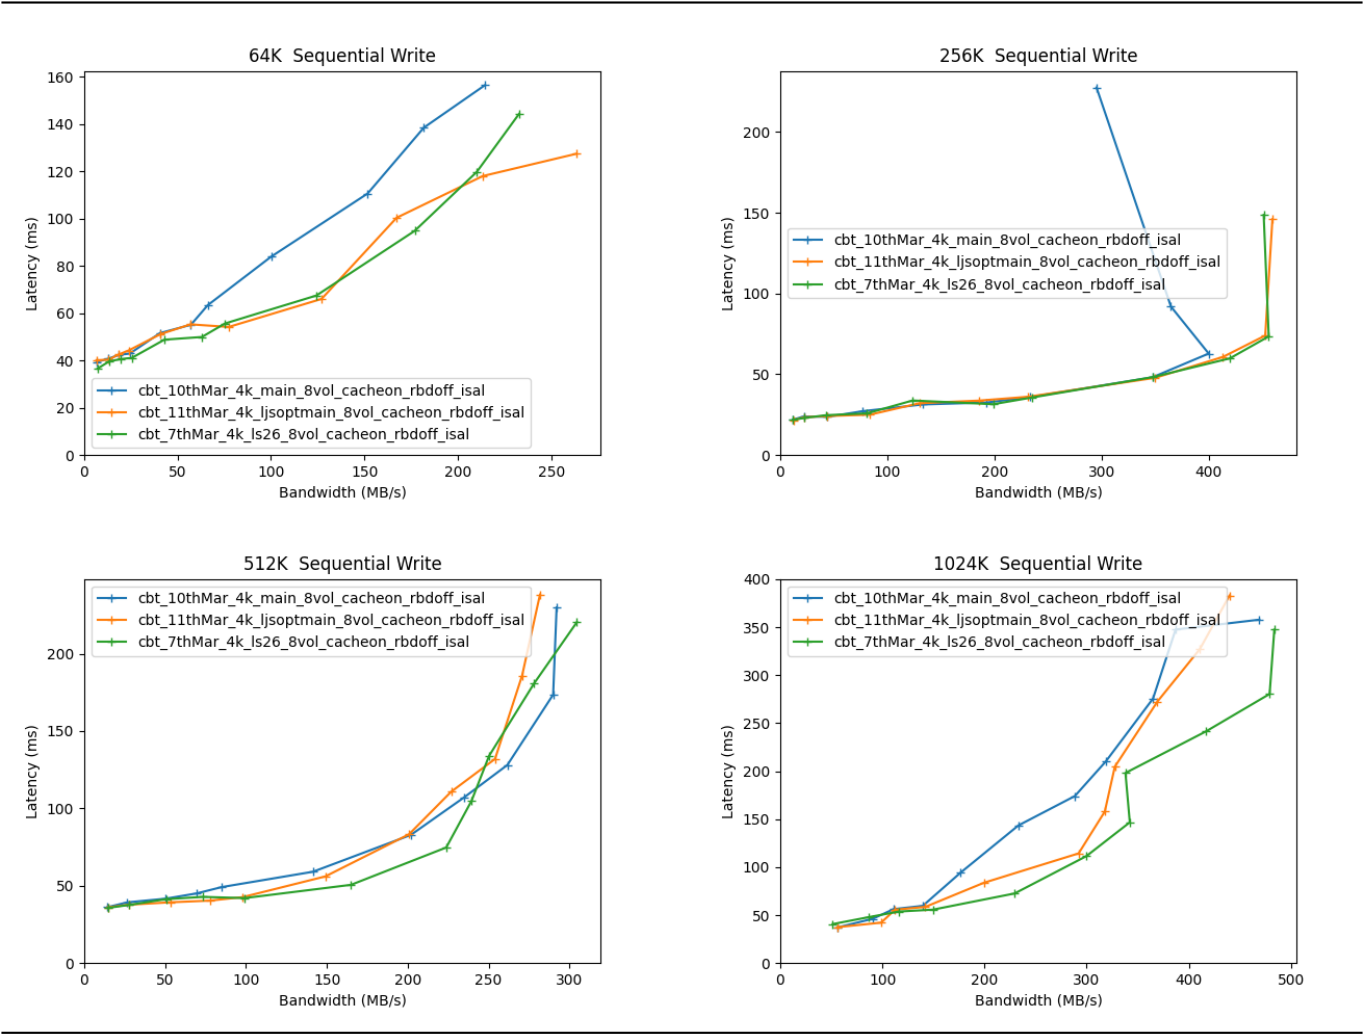 64K  Sequential Write
160
140
120
100
80
60
40
20
0
Latency (ms)
cbt_10thMar_4k_main_8vol_cacheon_rbdoff_isal
cbt_11thMar_4k_ljsoptmain_8vol_cacheon_rbdoff_isal
cbt_7thMar_4k_ls26_8vol_cacheon_rbdoff_isal
0 50 100 150 200 250
Bandwidth (MB/s)
256K  Sequential Write
200
150
100
50
0
Latency (ms)
cbt_10thMar_4k_main_8vol_cacheon_rbdoff_isal
cbt_11thMar_4k_ljsoptmain_8vol_cacheon_rbdoff_isal
cbt_7thMar_4k_ls26_8vol_cacheon_rbdoff_isal
0 100 200 300 400
Bandwidth (MB/s)
512K  Sequential Write
cbt_10thMar_4k_main_8vol_cacheon_rbdoff_isal
cbt_11thMar_4k_ljsoptmain_8vol_cacheon_rbdoff_isal
cbt_7thMar_4k_ls26_8vol_cacheon_rbdoff_isal
200
150
100
50
0
Latency (ms)
0 50 100 150 200 250 300
Bandwidth (MB/s)
1024K  Sequential Write
cbt_10thMar_4k_main_8vol_cacheon_rbdoff_isal
cbt_11thMar_4k_ljsoptmain_8vol_cacheon_rbdoff_isal
cbt_7thMar_4k_ls26_8vol_cacheon_rbdoff_isal
400
350
300
250
200
150
100
50
0
Latency (ms)
0 100 200 300 400 500
Bandwidth (MB/s)